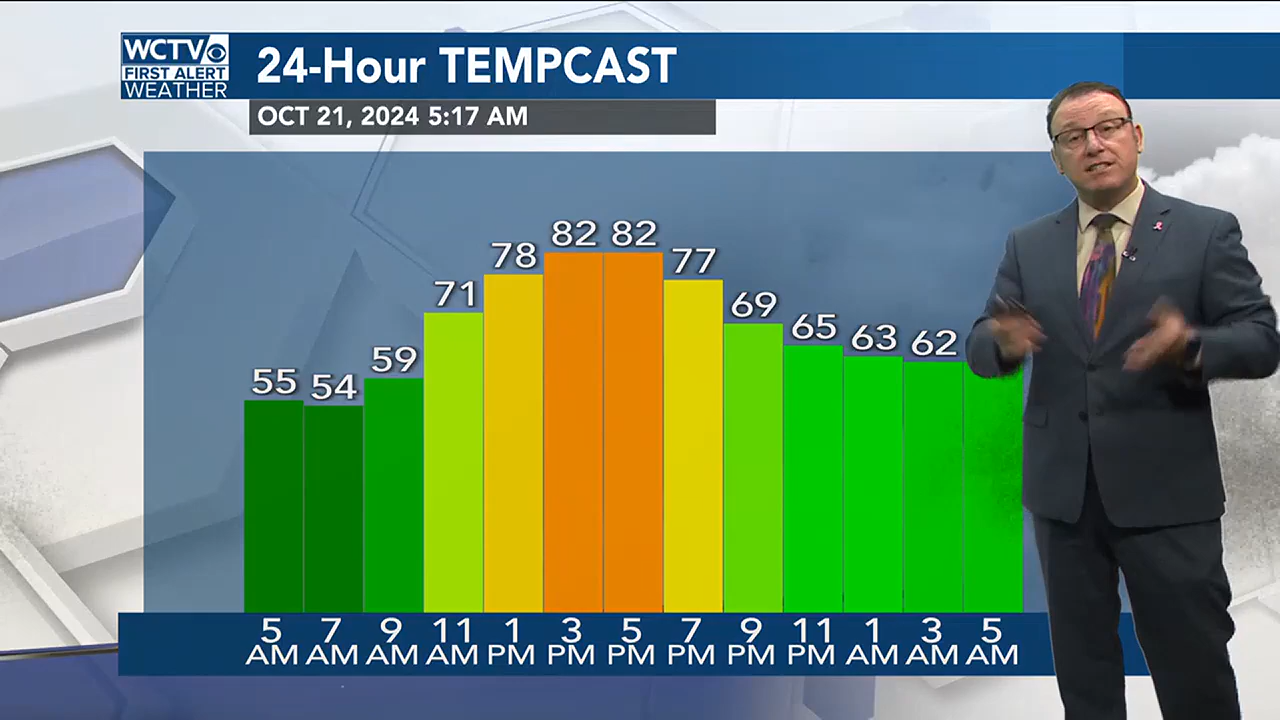 WCTV
FIRST ALERT
WEATHER
24-Hour TEMPCAST
OCT 21, 2024 5:17 AM
55 54 59 71 78 82 82 77 69 65 63 62
5 7 9 11 1 3 5 7 9 11 1 3 5
AM AM AM AM PM PM PM PM PM PM AM AM AM